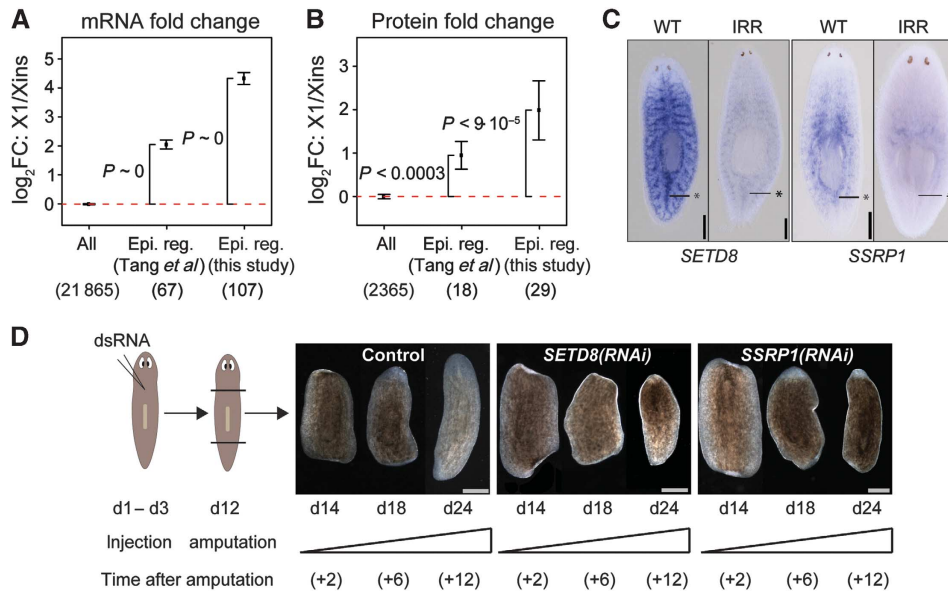 A
mRNA fold change
log2FC: X1/Xins
5
4
3
2
1
0
P ~ 0
P ~ 0
All
Epi. reg.
(Tang et al)
Epi. reg.
(this study)
(21 865)
(67)
(107)
B
Protein fold change
log2FC: X1/Xins
3
2
1
0
P < 0.0003
P < 9·10⁻⁵
All
Epi. reg.
(Tang et al)
Epi. reg.
(this study)
(2365)
(18)
(29)
C
WT IRR WT IRR
* * *
SETD8 SSRP1
D
dsRNA
Control SETD8(RNAi) SSRP1(RNAi)
d1 – d3 d12 d14 d18 d24 d14 d18 d24 d14 d18 d24
Injection amputation
Time after amputation (+2) (+6) (+12) (+2) (+6) (+12) (+2) (+6) (+12)